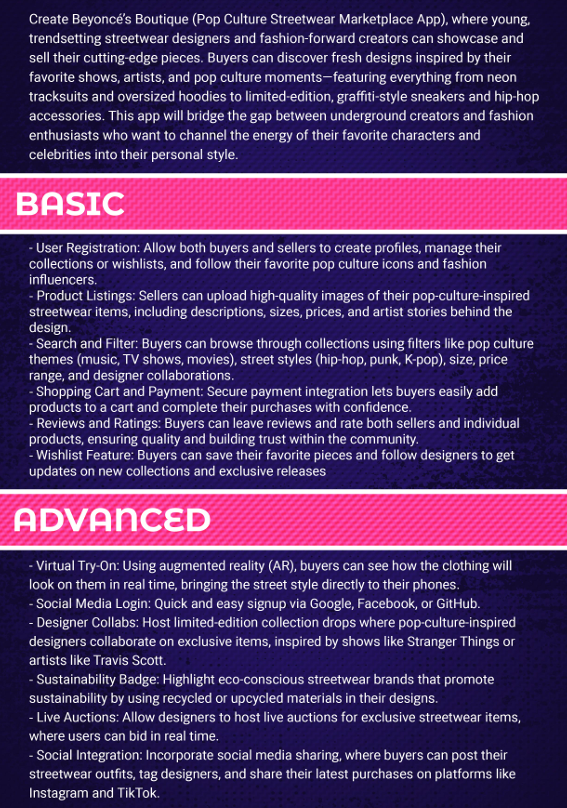 Create Beyoncé's Boutique (Pop Culture Streetwear Marketplace App), where young,
trendsetting streetwear designers and fashion-forward creators can showcase and
sell their cutting-edge pieces. Buyers can discover fresh designs inspired by their
favorite shows, artists, and pop culture moments—featuring everything from neon
tracksuits and oversized hoodies to limited-edition, graffiti-style sneakers and hip-hop
accessories. This app will bridge the gap between underground creators and fashion
enthusiasts who want to channel the energy of their favorite characters and
celebrities into their personal style.
BASIC
- User Registration: Allow both buyers and sellers to create profiles, manage their
collections or wishlists, and follow their favorite pop culture icons and fashion
influencers.
- Product Listings: Sellers can upload high-quality images of their pop-culture-inspired
streetwear items, including descriptions, sizes, prices, and artist stories behind the
design.
- Search and Filter: Buyers can browse through collections using filters like pop culture
themes (music, TV shows, movies), street styles (hip-hop, punk, K-pop), size, price
range, and designer collaborations.
- Shopping Cart and Payment: Secure payment integration lets buyers easily add
products to a cart and complete their purchases with confidence.
- Reviews and Ratings: Buyers can leave reviews and rate both sellers and individual
products, ensuring quality and building trust within the community.
- Wishlist Feature: Buyers can save their favorite pieces and follow designers to get
updates on new collections and exclusive releases
ADVANCED
- Virtual Try-On: Using augmented reality (AR), buyers can see how the clothing will
look on them in real time, bringing the street style directly to their phones.
- Social Media Login: Quick and easy signup via Google, Facebook, or GitHub.
- Designer Collabs: Host limited-edition collection drops where pop-culture-inspired
designers collaborate on exclusive items, inspired by shows like Stranger Things or
artists like Travis Scott.
- Sustainability Badge: Highlight eco-conscious streetwear brands that promote
sustainability by using recycled or upcycled materials in their designs.
- Live Auctions: Allow designers to host live auctions for exclusive streetwear items,
where users can bid in real time.
- Social Integration: Incorporate social media sharing, where buyers can post their
streetwear outfits, tag designers, and share their latest purchases on platforms like
Instagram and TikTok.